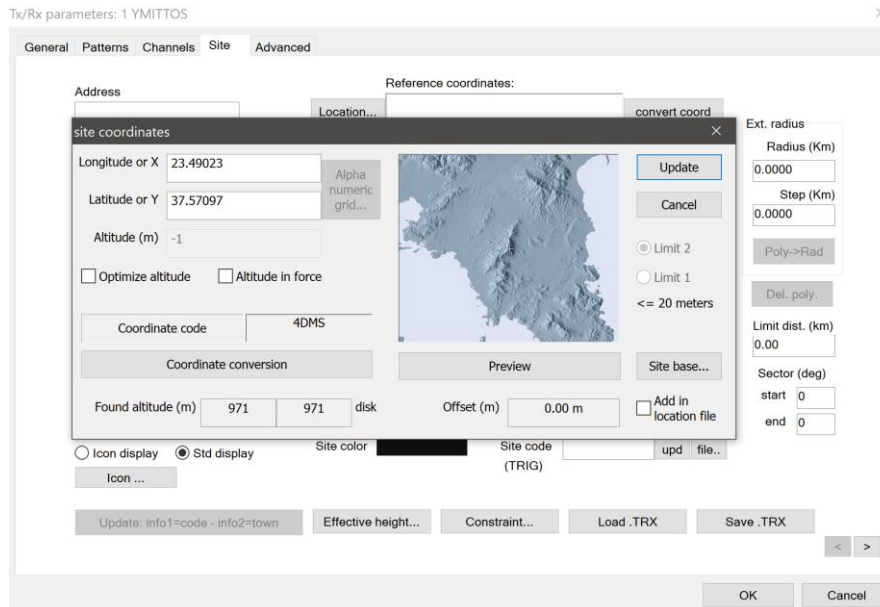 Tx/Rx parameters: 1 YMITTOS
General Patterns Channels Site Advanced
Address
Reference coordinates:
Location...
convert coord
site coordinates
Longitude or X 23.49023
Latitude or Y 37.57097
Alpha
numeric
grid...
Altitude (m) -1
Optimize altitude Altitude in force
Coordinate code 4DMS
Coordinate conversion
Found altitude (m) 971 971 disk
Preview
Offset (m) 0.00 m
Update
Cancel
Limit 2
Limit 1
<= 20 meters
Site base...
Add in
location file
Ext. radius
Radius (Km)
0.0000
Step (Km)
0.0000
Poly->Rad
Del. poly.
Limit dist. (km)
0.00
Sector (deg)
start 0
end 0
Icon display Std display
Icon ...
Site color
Site code
(TRIG)
upd file..
Update: info1=code - info2=town Effective height... Constraint... Load .TRX Save .TRX
< >
OK Cancel